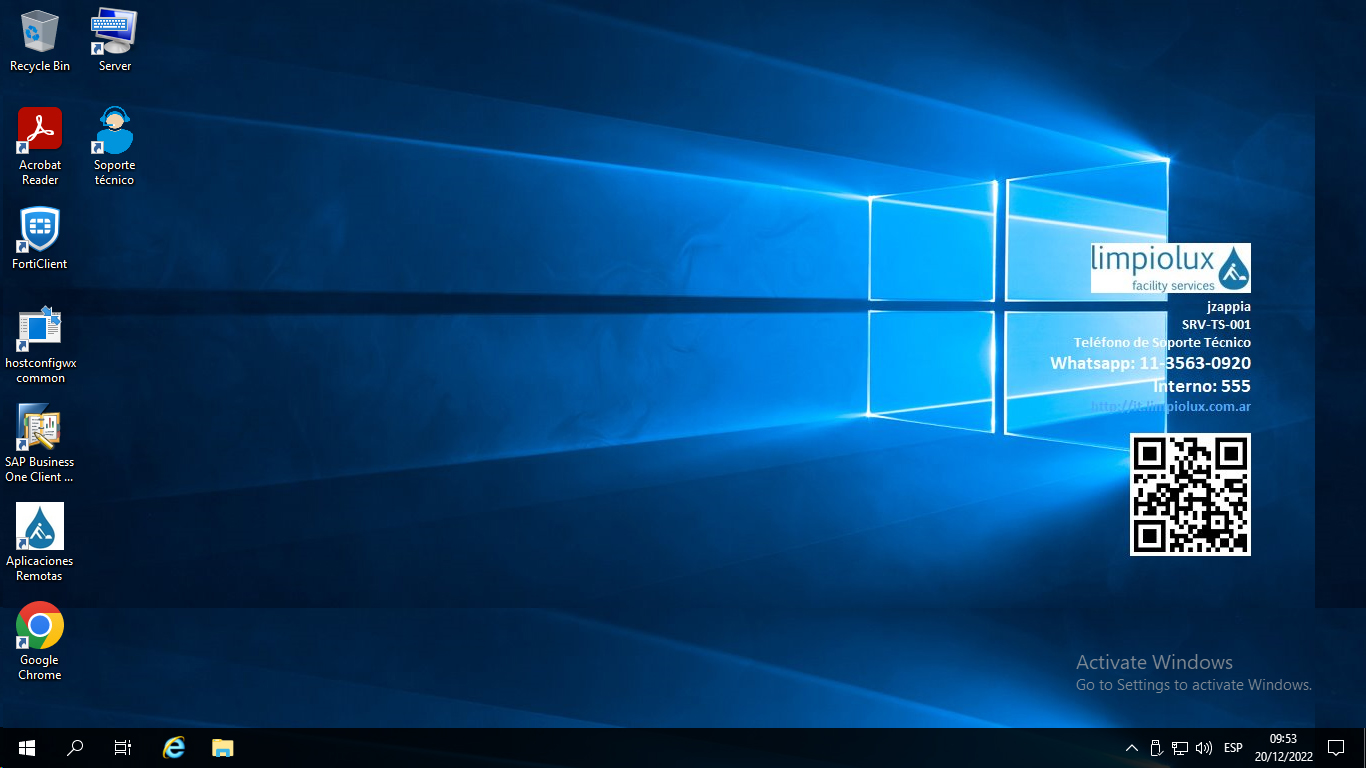 Recycle Bin
Server
Acrobat
Reader
Soporte
técnico
FortiClient
hostconfigwx
common
SAP Business
One Client ...
Aplicaciones
Remotas
Google
Chrome
limpiolux
facility services
jzappia
SRV-TS-001
Teléfono de Soporte Técnico
Whatsapp: 11-3563-0920
Interno: 555
http://it.limpiolux.com.ar
Activate Windows
Go to Settings to activate Windows.
ESP
09:53
20/12/2022